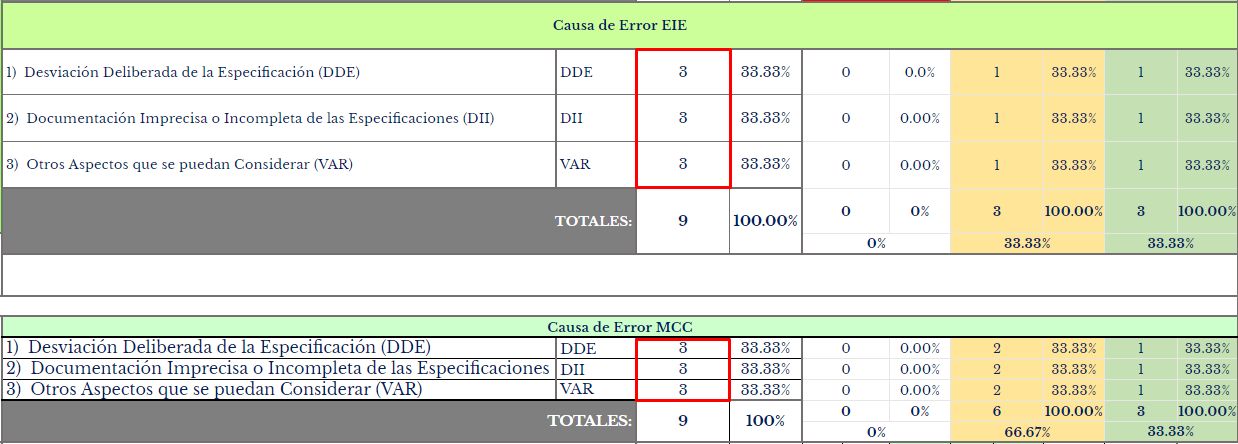 Causa de Error EIE
1) Desviación Deliberada de la Especificación (DDE) DDE 3 33.33% 0 0.0% 1 33.33% 1 33.33%
2) Documentación Imprecisa o Incompleta de las Especificaciones (DII) DII 3 33.33% 0 0.00% 1 33.33% 1 33.33%
3) Otros Aspectos que se puedan Considerar (VAR) VAR 3 33.33% 0 0.00% 1 33.33% 1 33.33%
TOTALES: 9 100.00% 0 0% 3 100.00% 3 100.00%
0% 33.33% 33.33%
Causa de Error MCC
1) Desviación Deliberada de la Especificación (DDE) DDE 3 33.33% 0 0.00% 2 33.33% 1 33.33%
2) Documentación Imprecisa o Incompleta de las Especificaciones DII 3 33.33% 0 0.00% 2 33.33% 1 33.33%
3) Otros Aspectos que se puedan Considerar (VAR) VAR 3 33.33% 0 0.00% 2 33.33% 1 33.33%
TOTALES: 9 100% 0 0% 6 100.00% 3 100.00%
0% 66.67% 33.33%